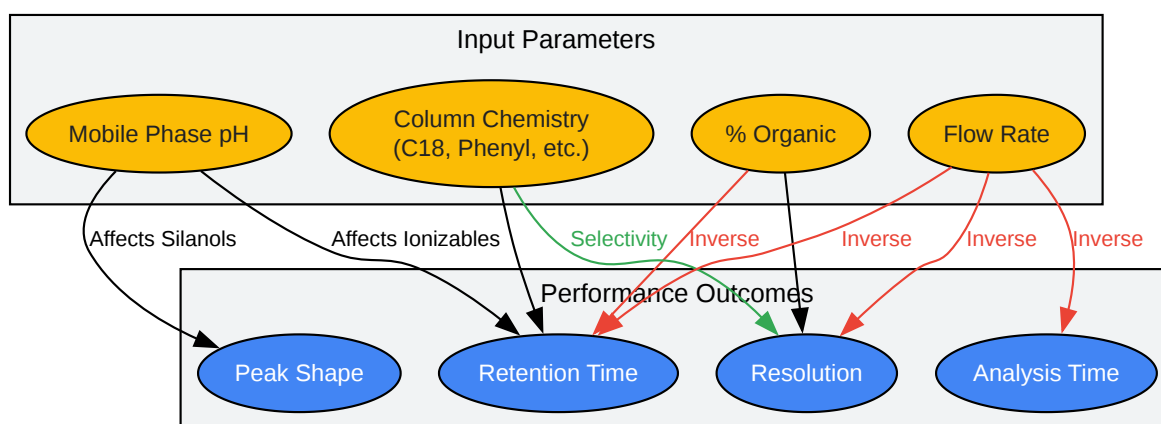 Input Parameters
Mobile Phase pH
Column Chemistry
(C18, Phenyl, etc.)
% Organic
Flow Rate
Affects Silanols
Affects Ionizables
Selectivity
Inverse
Inverse
Inverse
Inverse
Performance Outcomes
Peak Shape
Retention Time
Resolution
Analysis Time